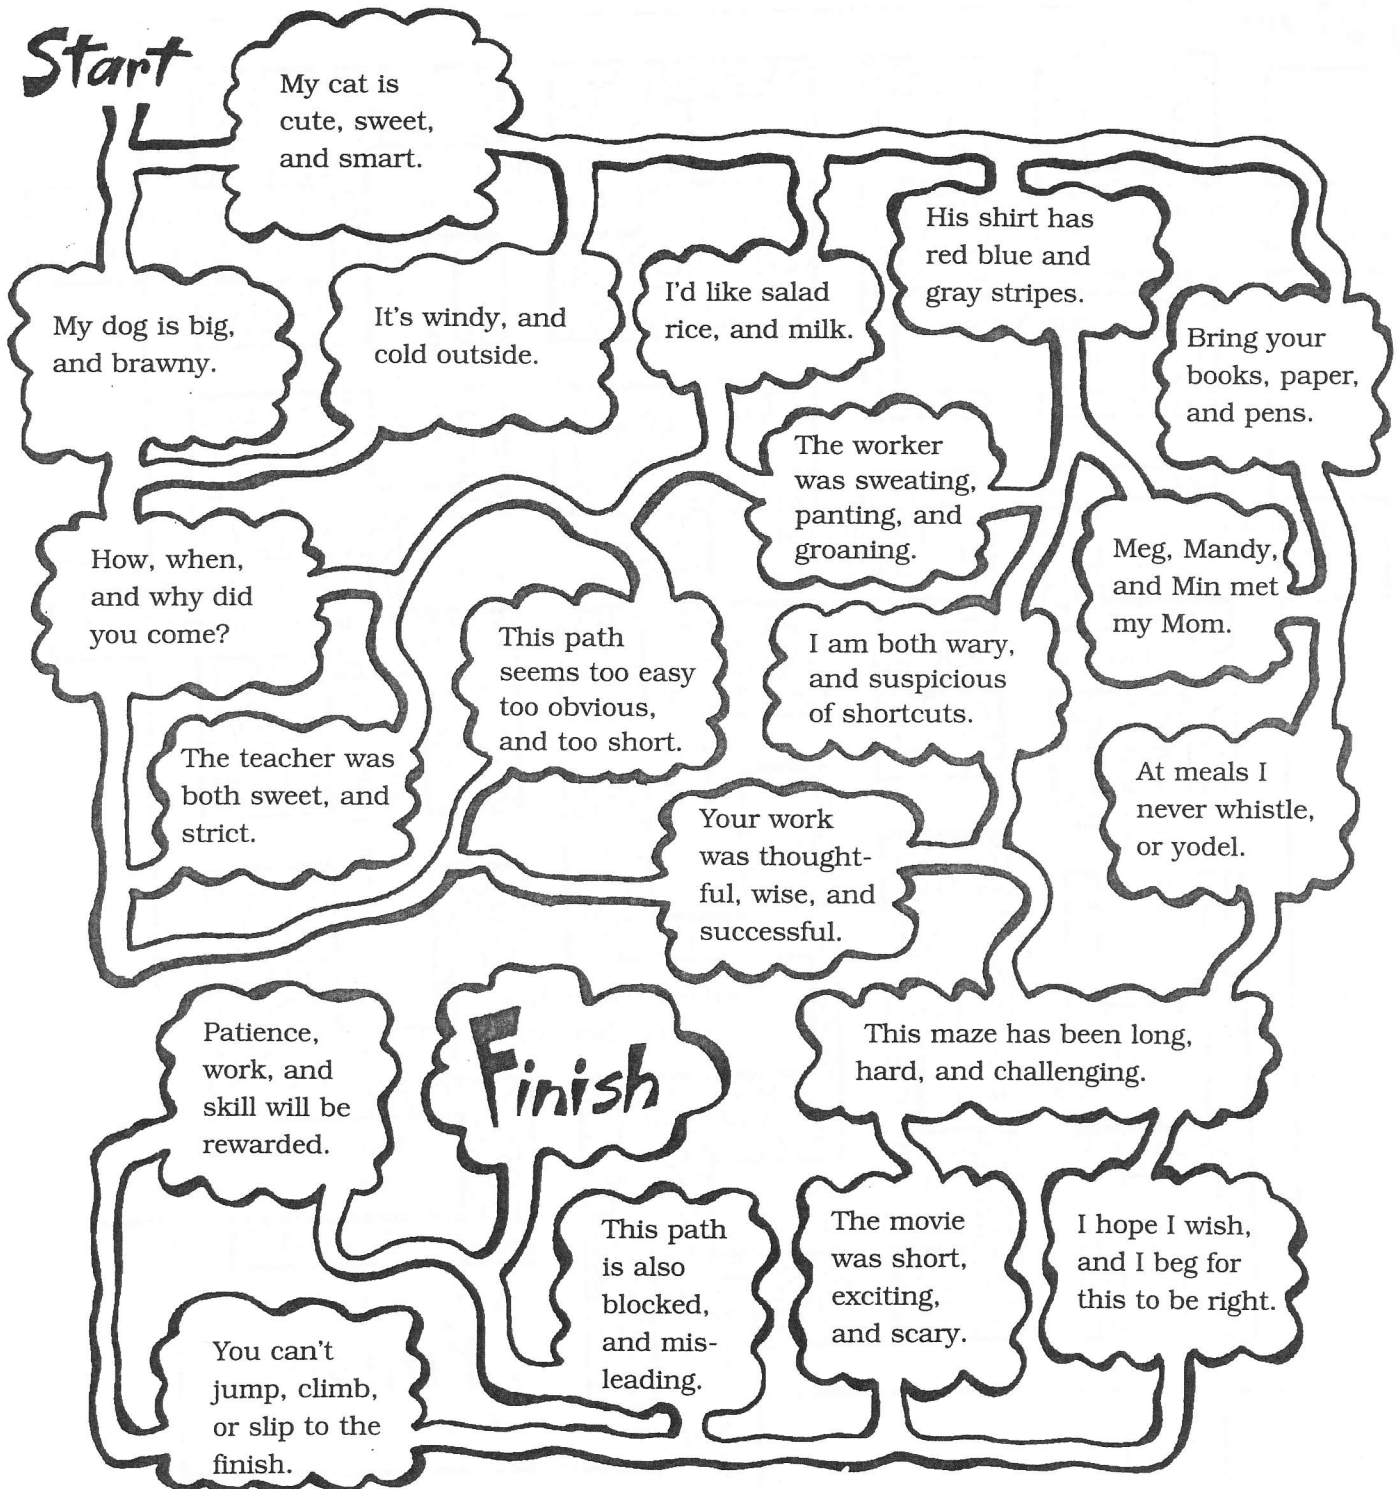 Start
My cat is
cute, sweet,
and smart.
My dog is big,
and brawny.
It's windy, and
cold outside.
I'd like salad
rice, and milk.
His shirt has
red blue and
gray stripes.
Bring your
books, paper,
and pens.
The worker
was sweating,
panting, and
groaning.
How, when,
and why did
you come?
Meg, Mandy,
and Min met
my Mom.
This path
seems too easy
too obvious,
and too short.
I am both wary,
and suspicious
of shortcuts.
The teacher was
both sweet, and
strict.
Your work
was thought-
ful, wise, and
successful.
At meals I
never whistle,
or yodel.
Patience,
work, and
skill will be
rewarded.
Finish
This maze has been long,
hard, and challenging.
This path
is also
blocked,
and mis-
leading.
The movie
was short,
exciting,
and scary.
I hope I wish,
and I beg for
this to be right.
You can't
jump, climb,
or slip to the
finish.